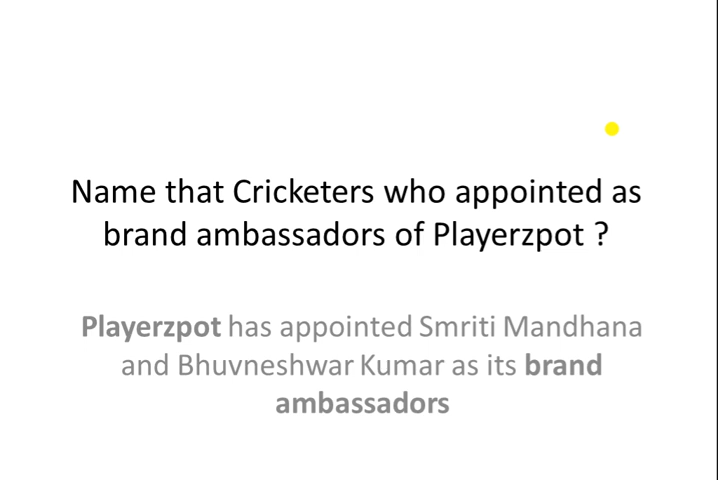 Name that Cricketers who appointed as
brand ambassadors of Playerzpot ?
Playerzpot has appointed Smriti Mandhana
and Bhuvneshwar Kumar as its brand
ambassadors